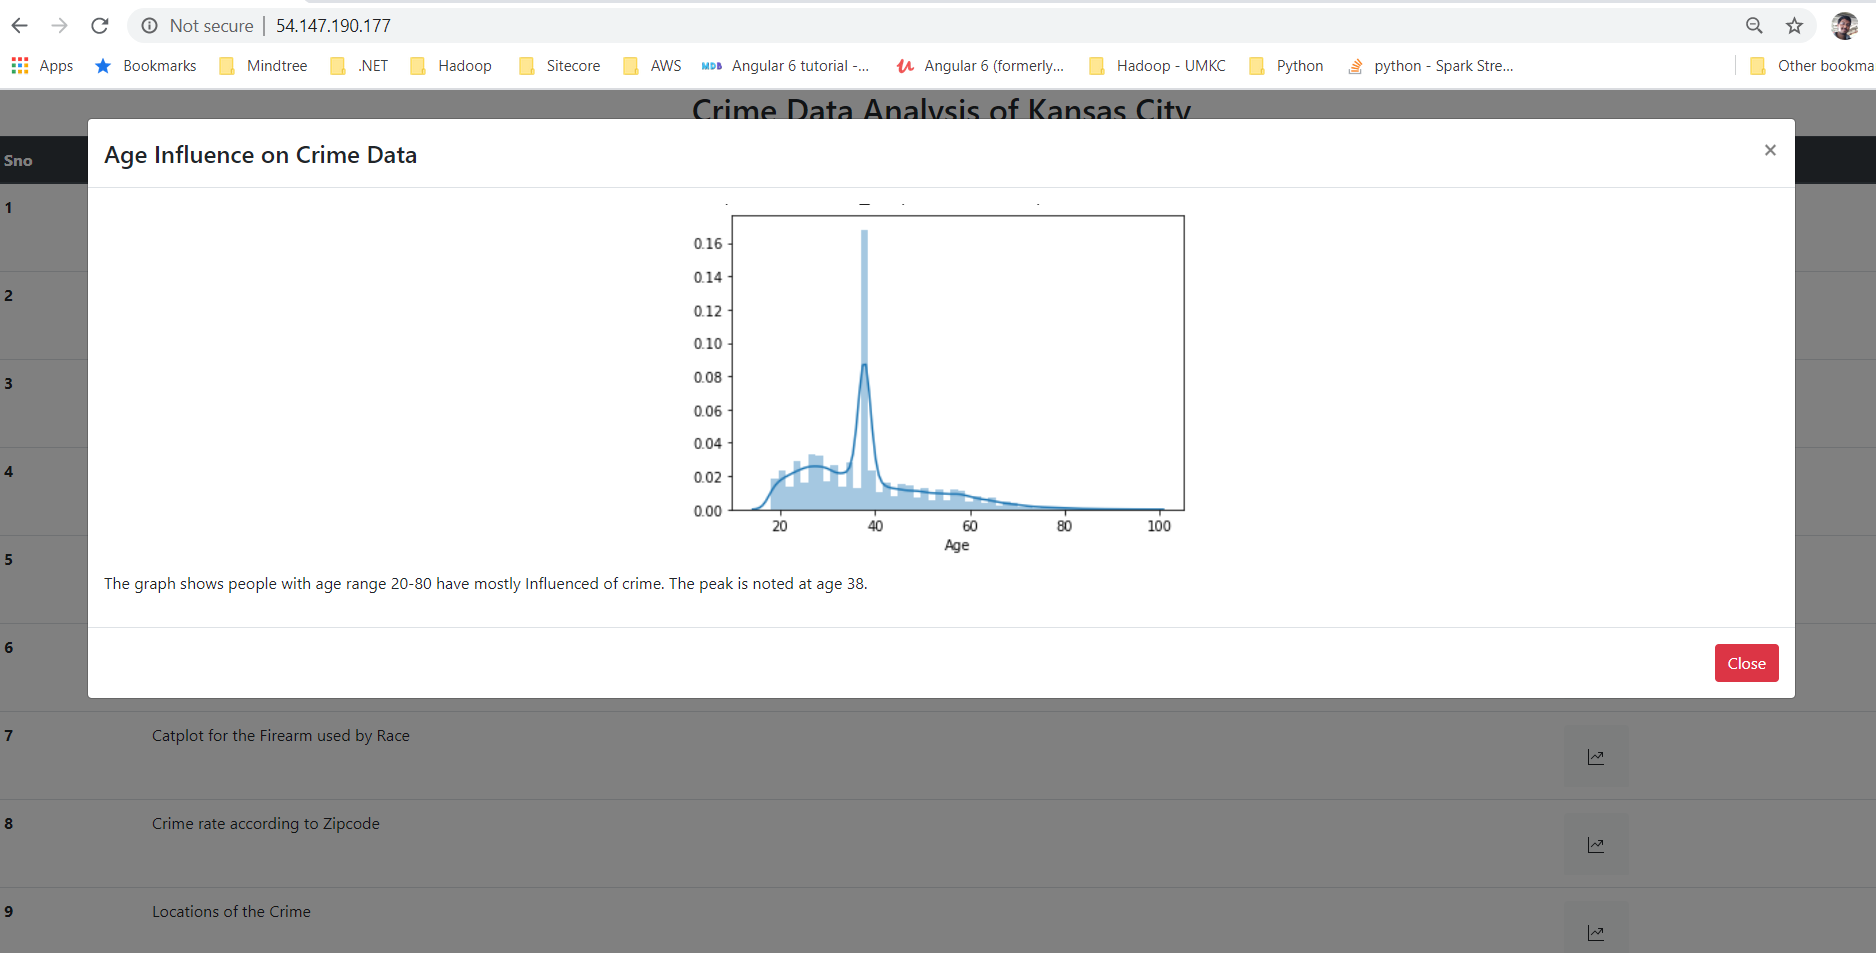 Not secure 54.147.190.177
Apps Bookmarks Mindtree .NET Hadoop Sitecore AWS MDB Angular 6 tutorial -... Angular 6 (formerly... Hadoop - UMKC Python python - Spark Stre... Other bookma
Crime Data Analysis of Kansas City
Sno
Age Influence on Crime Data
×
1
2
3
4
5
6
0.16
0.14
0.12
0.10
0.08
0.06
0.04
0.02
0.00
20 40 60 80 100
Age
The graph shows people with age range 20-80 have mostly Influenced of crime. The peak is noted at age 38.
Close
7 Catplot for the Firearm used by Race
8 Crime rate according to Zipcode
9 Locations of the Crime